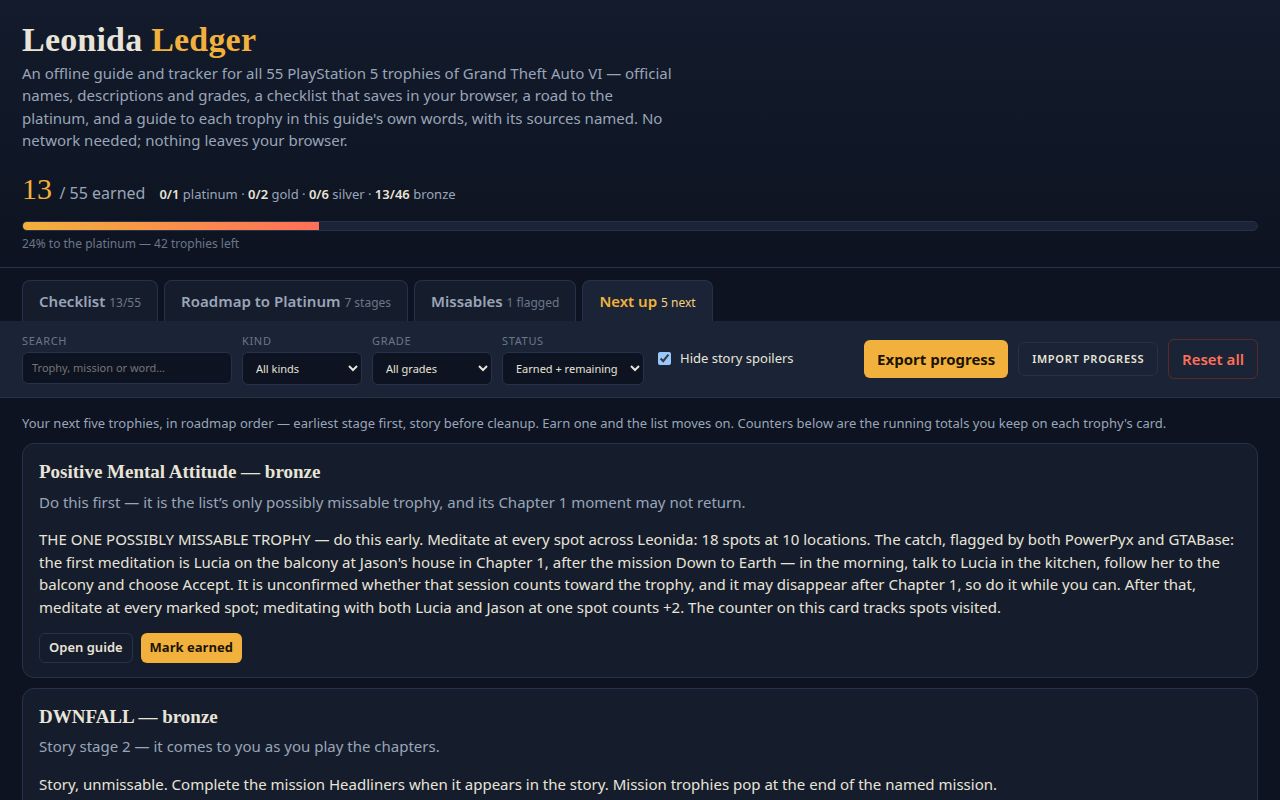 Leonida Ledger
An offline guide and tracker for all 55 PlayStation 5 trophies of Grand Theft Auto VI — official
names, descriptions and grades, a checklist that saves in your browser, a road to the
platinum, and a guide to each trophy in this guide's own words, with its sources named. No
network needed; nothing leaves your browser.
13 / 55 earned 0/1 platinum · 0/2 gold · 0/6 silver · 13/46 bronze
24% to the platinum — 42 trophies left
Checklist 13/55 Roadmap to Platinum 7 stages Missables 1 flagged Next up 5 next
SEARCH KIND GRADE STATUS
Trophy, mission or word... All kinds All grades Earned + remaining Hide story spoilers Export progress IMPORT PROGRESS Reset all
Your next five trophies, in roadmap order — earliest stage first, story before cleanup. Earn one and the list moves on. Counters below are the running totals you keep on each trophy's card.
Positive Mental Attitude — bronze
Do this first — it is the list’s only possibly missable trophy, and its Chapter 1 moment may not return.
THE ONE POSSIBLY MISSABLE TROPHY — do this early. Meditate at every spot across Leonida: 18 spots at 10 locations. The catch, flagged by both PowerPyx and GTABase:
the first meditation is Lucia on the balcony at Jason's house in Chapter 1, after the mission Down to Earth — in the morning, talk to Lucia in the kitchen, follow her to the
balcony and choose Accept. It is unconfirmed whether that session counts toward the trophy, and it may disappear after Chapter 1, so do it while you can. After that,
meditate at every marked spot; meditating with both Lucia and Jason at one spot counts +2. The counter on this card tracks spots visited.
Open guide Mark earned
DWNFALL — bronze
Story stage 2 — it comes to you as you play the chapters.
Story, unmissable. Complete the mission Headliners when it appears in the story. Mission trophies pop at the end of the named mission.